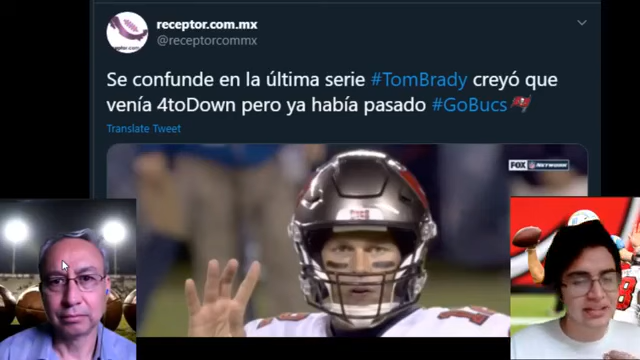 receptor.com.mx
@receptorcommx
Se confunde en la última serie #TomBrady creyó que
venía 4toDown pero ya había pasado #GoBucs
Translate Tweet
FOX NETWORK